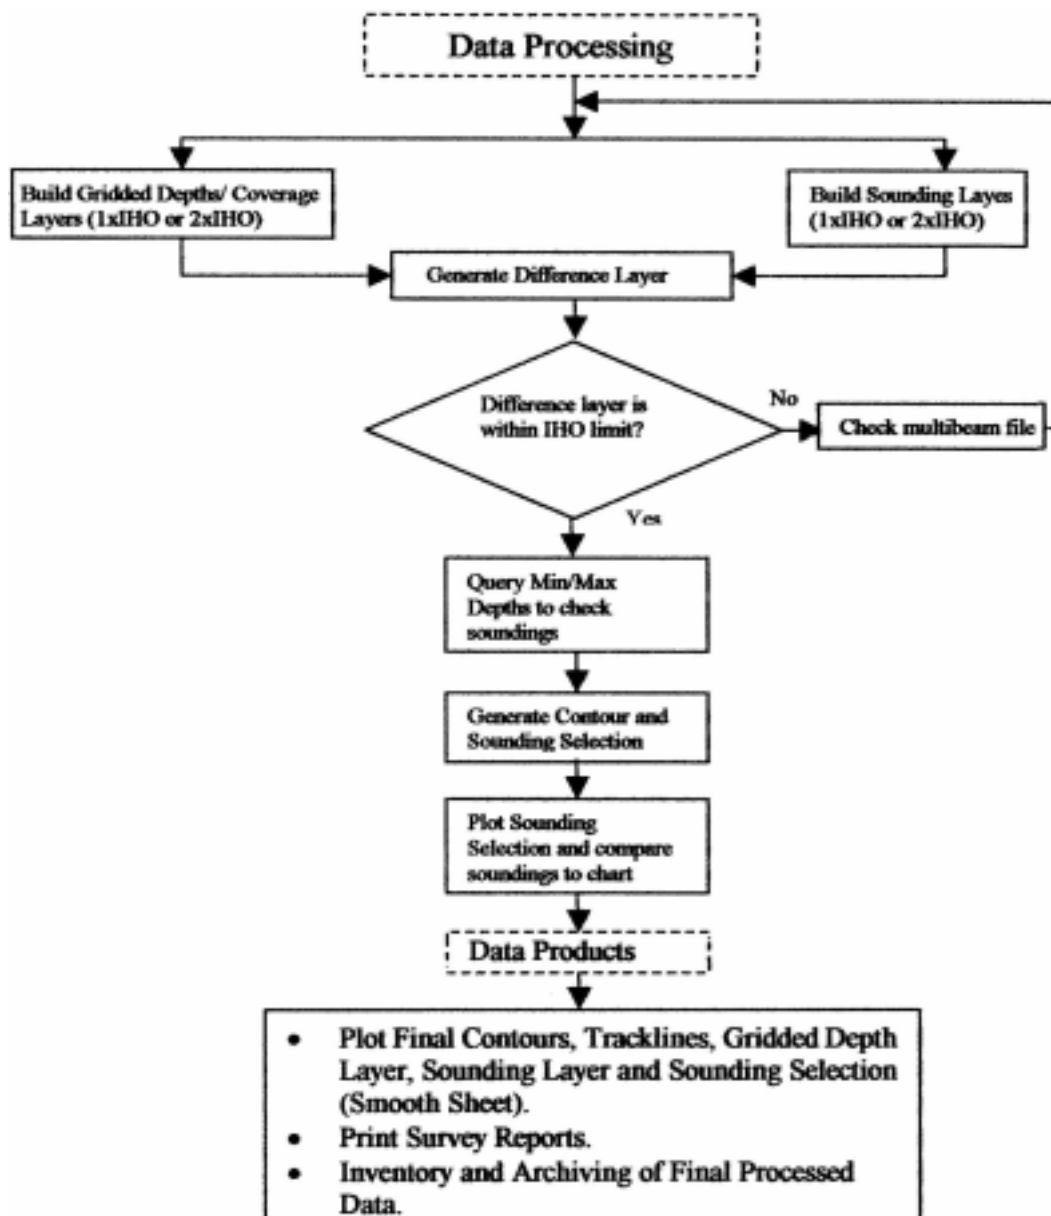 Data Processing
Build Gridded Depths/ Coverage
Layers (1xIHO or 2xIHO)
Build Sounding Layes
(1xIHO or 2xIHO)
Generate Difference Layer
Difference layer is
within IHO limit?
No
Check multibeam file
Yes
Query Min/Max
Depths to check
soundings
Generate Contour and
Sounding Selection
Plot Sounding
Selection and compare
soundings to chart
Data Products
• Plot Final Contours, Tracklines, Gridded Depth
Layer, Sounding Layer and Sounding Selection
(Smooth Sheet).
• Print Survey Reports.
• Inventory and Archiving of Final Processed
Data.